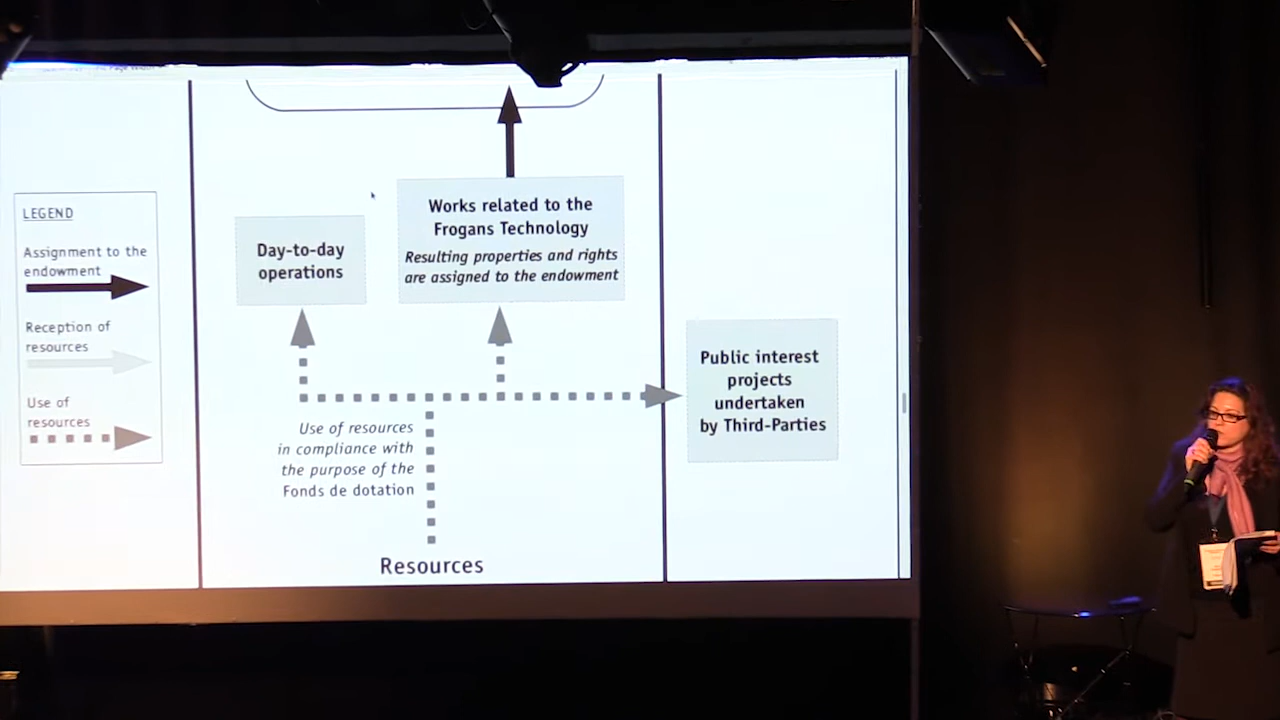 LEGEND
Assignment to the
endowment
Reception of
resources
Use of
resources
Day-to-day
operations
Works related to the
Frogans Technology
Resulting properties and rights
are assigned to the endowment
Public interest
projects
undertaken
by Third-Parties
Use of resources
in compliance with
the purpose of the
Fonds de dotation
Resources